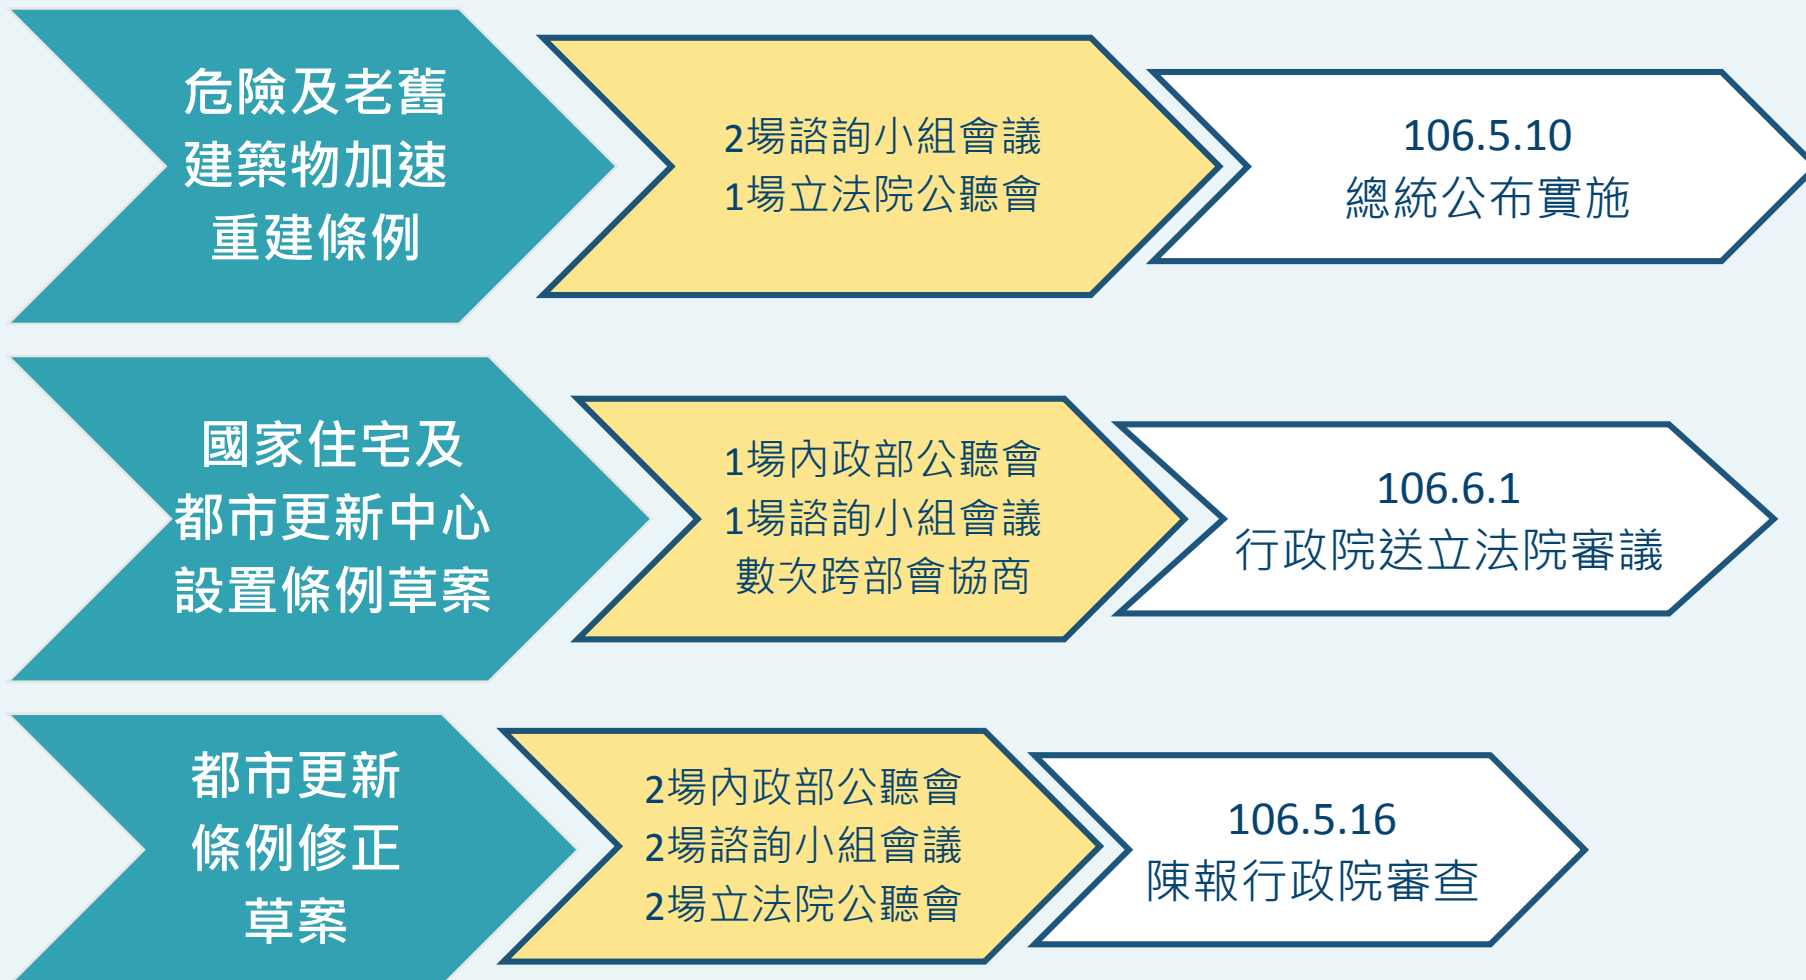 危險及老舊
建築物加速
重建條例
2場諮詢小組會議
1場立法院公聽會
106.5.10
總統公布實施
國家住宅及
都市更新中心
設置條例草案
1場內政部公聽會
1場諮詢小組會議
數次跨部會協商
106.6.1
行政院送立法院審議
都市更新
條例修正
草案
2場內政部公聽會
2場諮詢小組會議
2場立法院公聽會
106.5.16
陳報行政院審查